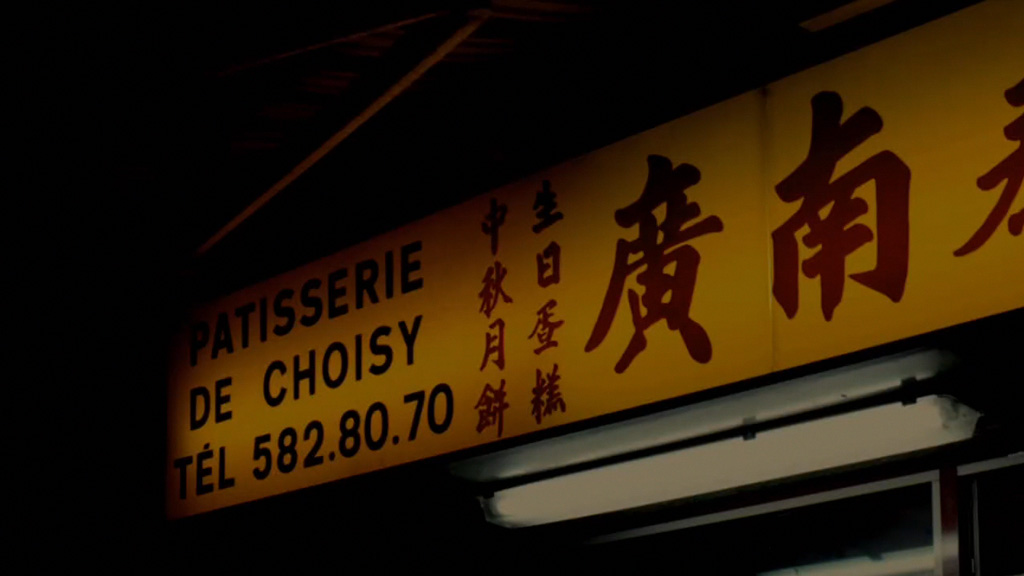 PATISSERIE
DE CHOISY
TÉL 582.80.70
中秋月餅
生日蛋糕
廣南